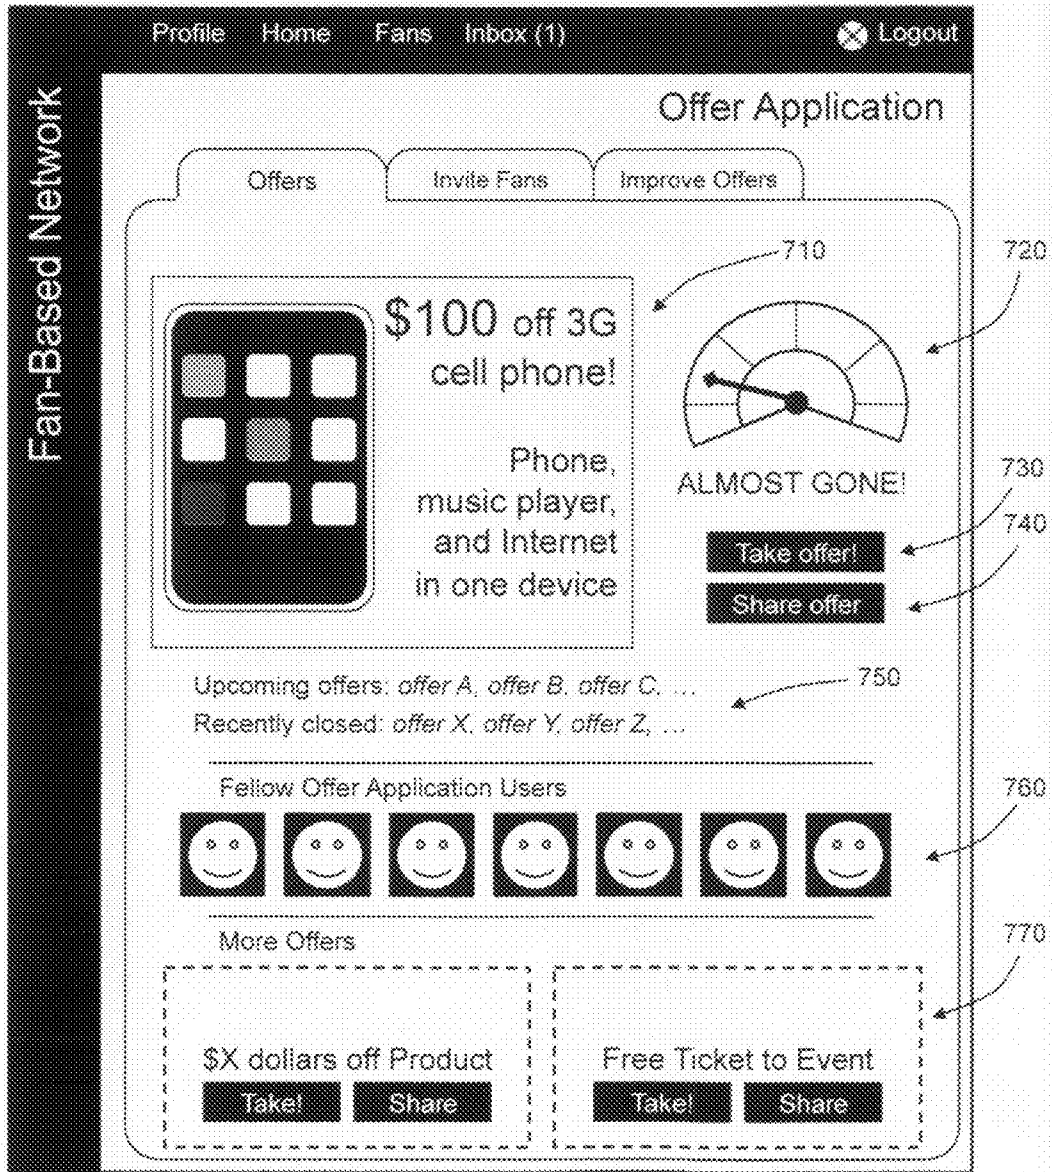 Profile Home Fans Inbox (1) Logout
Fan-Based Network
Offer Application
Offers Invite Fans Improve Offers
710
720
$100 off 3G
cell phone!
Phone,
music player,
and Internet
in one device
ALMOST GONE!
730
Take offer!
740
Share offer
750
Upcoming offers: offer A, offer B, offer C, …
Recently closed: offer X, offer Y, offer Z, …
Fellow Offer Application Users
760
More Offers
770
$X dollars off Product
Take! Share
Free Ticket to Event
Take! Share